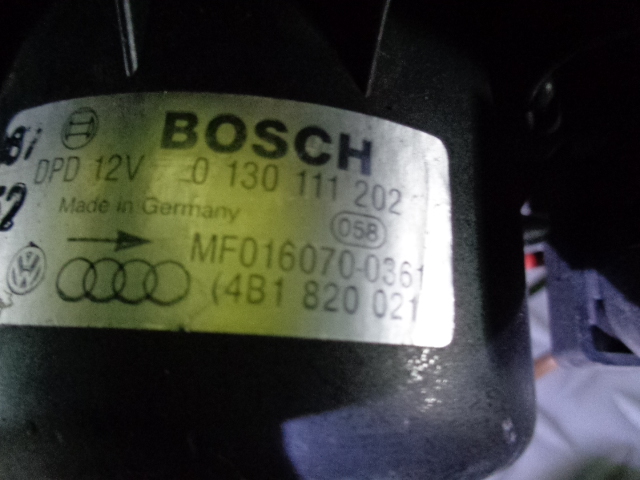 BOSCH
DPD 12V 0 130 111 202
Made in Germany
058
MF016070-0361
(4B1 820 021